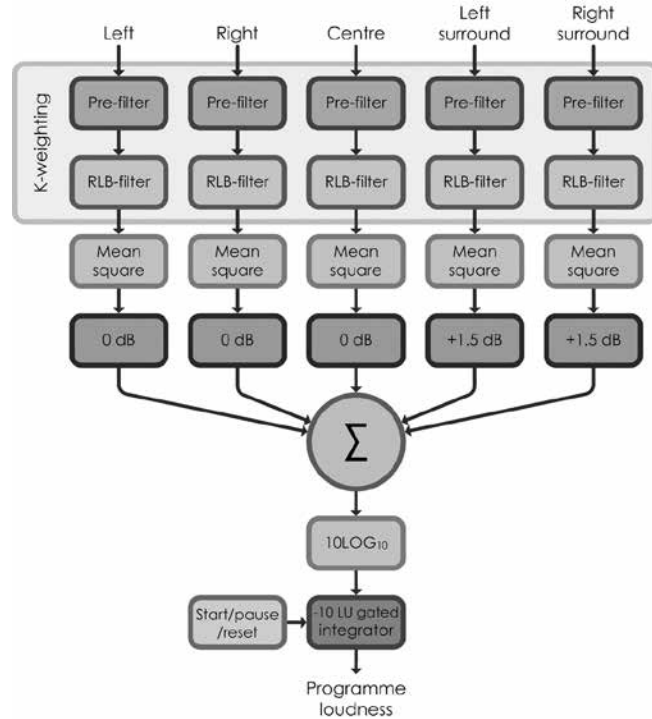 Left Right Centre Left surround Right surround
K-weighting
Pre-filter Pre-filter Pre-filter Pre-filter Pre-filter
RLB-filter RLB-filter RLB-filter RLB-filter RLB-filter
Mean square Mean square Mean square Mean square Mean square
0 dB 0 dB 0 dB +1.5 dB +1.5 dB
Σ
10LOG₁₀
Start/pause
/reset
-10 LU gated
integrator
Programme
loudness